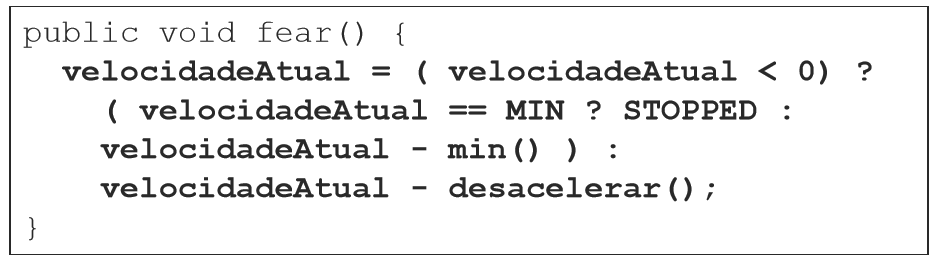 public void fear() {
velocidadeAtual = ( velocidadeAtual < 0) ?
( velocidadeAtual == MIN ? STOPPED :
velocidadeAtual - min() ) :
velocidadeAtual - desacelerar();
}